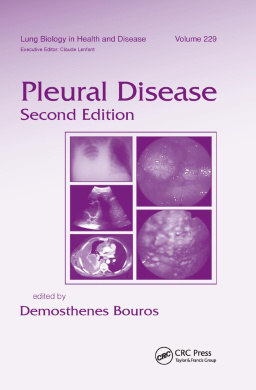 Lung Biology in Health and Disease Volume 229
Executive Editor: Claude Lenfant
Pleural Disease
Second Edition
edited by
Demosthenes Bouros
CRC CRC Press
Taylor & Francis Group